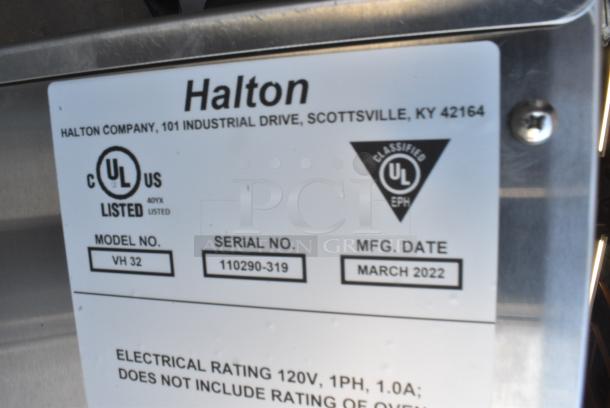 Halton
HALTON COMPANY, 101 INDUSTRIAL DRIVE, SCOTTSVILLE, KY 42164
C UL US
LISTED 40YX LISTED
CLASSIFIED
UL
EPH
MODEL NO. SERIAL NO. MFG. DATE
VH 32 110290-319 MARCH 2022
PCI
AUCTION GROUP
ELECTRICAL RATING 120V, 1PH, 1.0A;
DOES NOT INCLUDE RATING OF OVEN